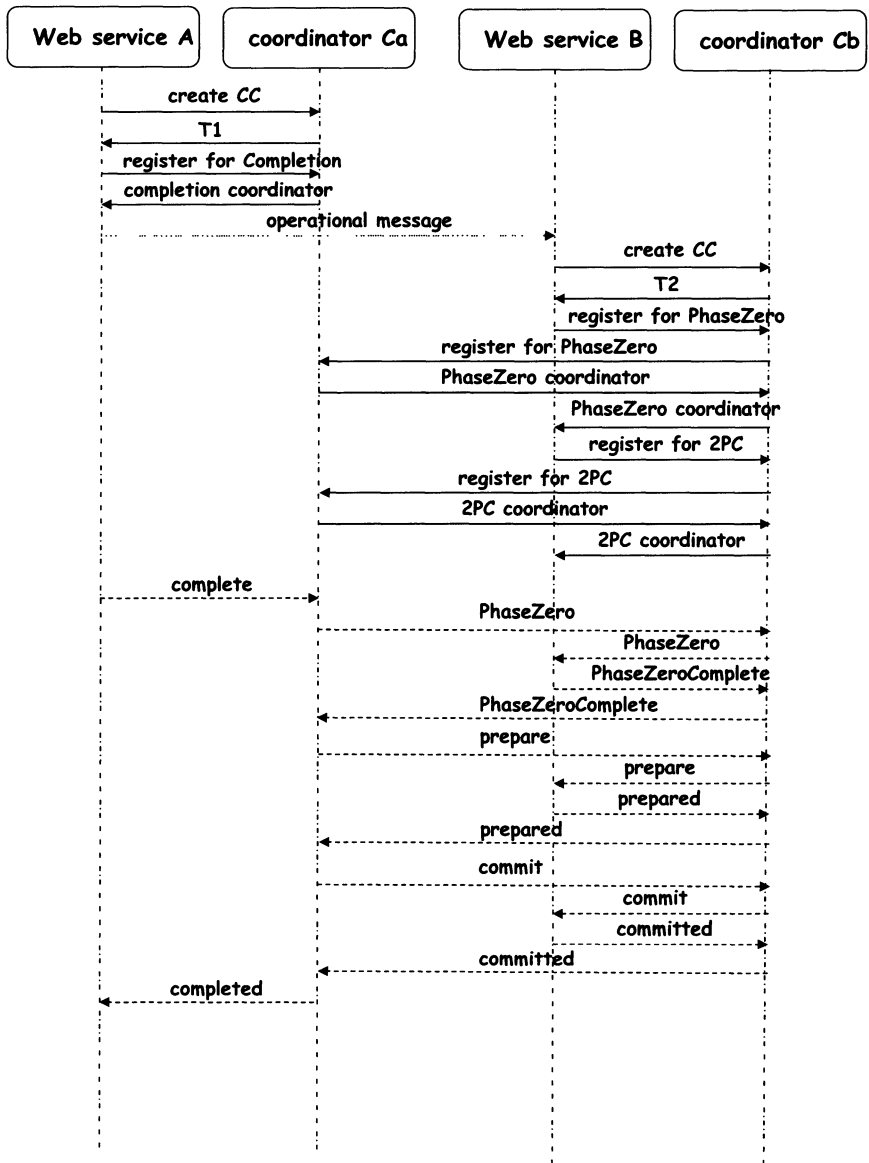 Web service A
coordinator Ca
Web service B
coordinator Cb
create CC
T1
register for Completion
completion coordinator
operational message
create CC
T2
register for PhaseZero
register for PhaseZero
PhaseZero coordinator
PhaseZero coordinator
register for 2PC
register for 2PC
2PC coordinator
2PC coordinator
complete
PhaseZero
PhaseZero
PhaseZeroComplete
PhaseZeroComplete
prepare
prepare
prepared
prepared
commit
commit
committed
committed
completed